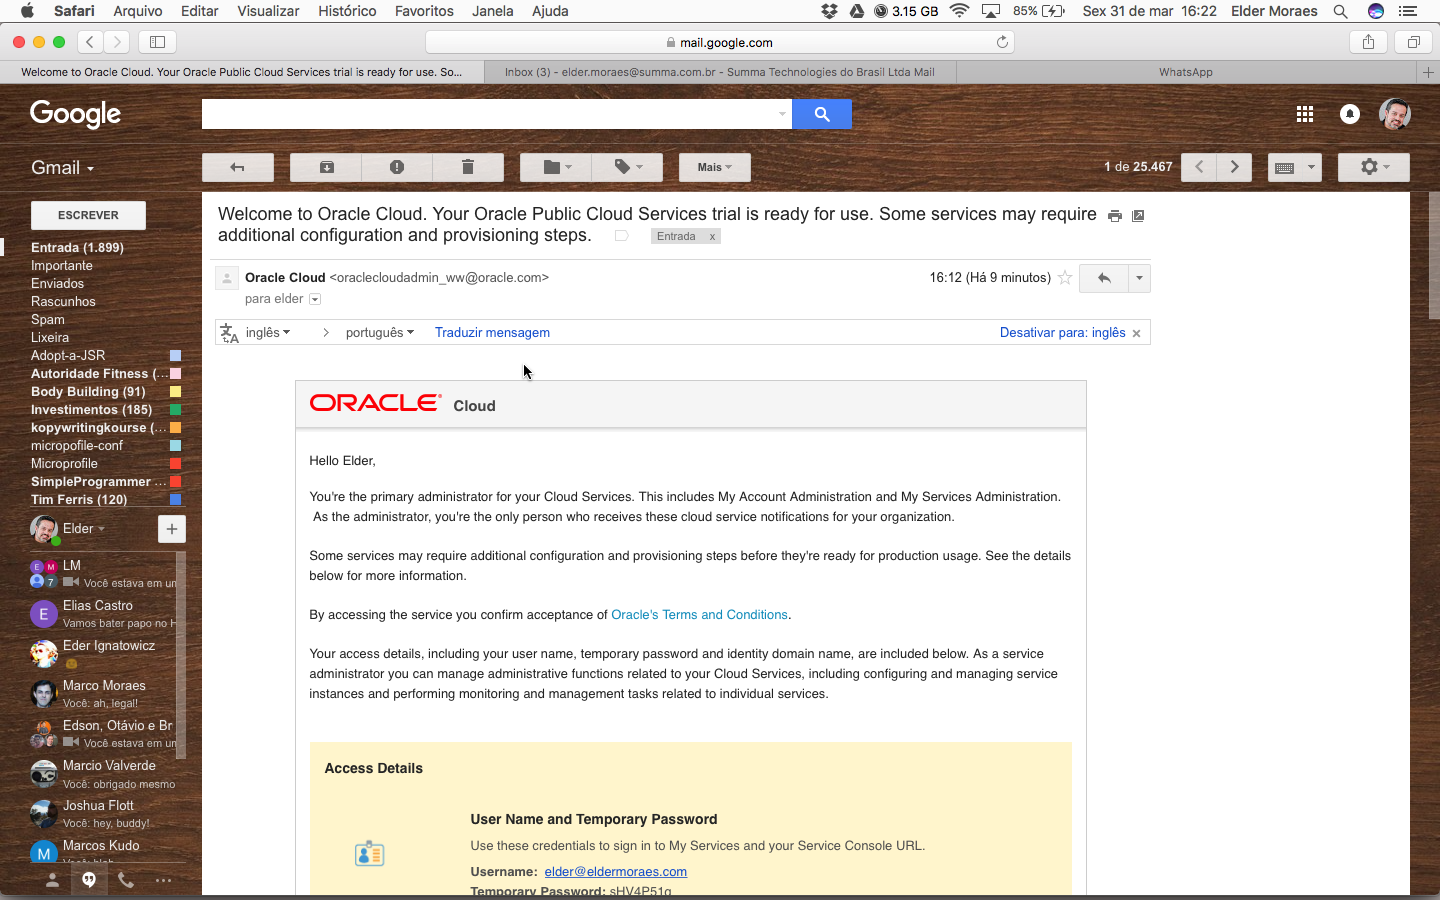 Safari Arquivo Editar Visualizar Histórico Favoritos Janela Ajuda 3.15 GB 85% Sex 31 de mar 16:22 Elder Moraes
mail.google.com
Welcome to Oracle Cloud. Your Oracle Public Cloud Services trial is ready for use. So... Inbox (3) - elder.moraes@summa.com.br - Summa Technologies do Brasil Ltda Mail WhatsApp
Google
Gmail Mais 1 de 25.467
ESCREVER
Entrada (1.899)
Importante
Enviados
Rascunhos
Spam
Lixeira
Adopt-a-JSR
Autoridade Fitness (...
Body Building (91)
Investimentos (185)
kopywritingkourse (...
micropofile-conf
Microprofile
SimpleProgrammer ...
Tim Ferris (120)
Elder
E M 7
LM
Você estava em um
E
Elias Castro
Vamos bater papo no H
Eder Ignatowicz
Marco Moraes
Você: ah, legal!
Edson, Otávio e Br
Você estava em um
Marcio Valverde
Você: obrigado mesmo
Joshua Flott
Você: hey, buddy!
M
Marcos Kudo
Welcome to Oracle Cloud. Your Oracle Public Cloud Services trial is ready for use. Some services may require
additional configuration and provisioning steps. Entrada x
Oracle Cloud <oraclecloudadmin_ww@oracle.com> 16:12 (Há 9 minutos)
para elder
inglês > português Traduzir mensagem Desativar para: inglês ×
ORACLE Cloud
Hello Elder,
You're the primary administrator for your Cloud Services. This includes My Account Administration and My Services Administration.
As the administrator, you're the only person who receives these cloud service notifications for your organization.
Some services may require additional configuration and provisioning steps before they're ready for production usage. See the details
below for more information.
By accessing the service you confirm acceptance of Oracle's Terms and Conditions.
Your access details, including your user name, temporary password and identity domain name, are included below. As a service
administrator you can manage administrative functions related to your Cloud Services, including configuring and managing service
instances and performing monitoring and management tasks related to individual services.
Access Details
User Name and Temporary Password
Use these credentials to sign in to My Services and your Service Console URL.
Username: elder@eldermoraes.com
Temporary Password: